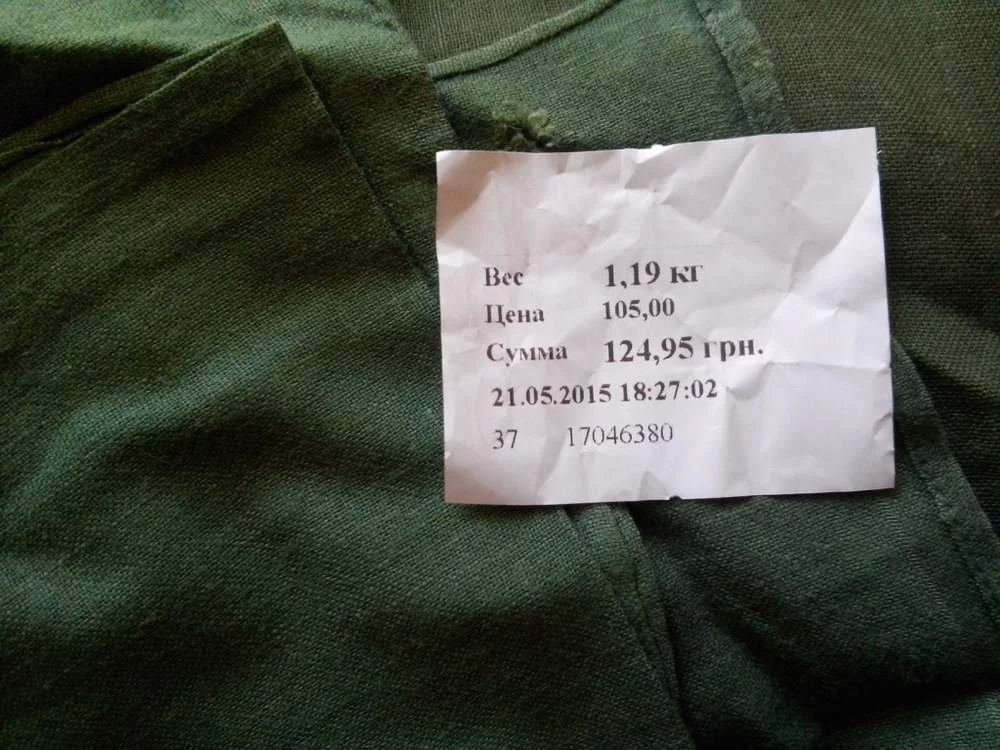 Вес 1,19 кг
Цена 105,00
Сумма 124,95 грн.
21.05.2015 18:27:02
37 17046380